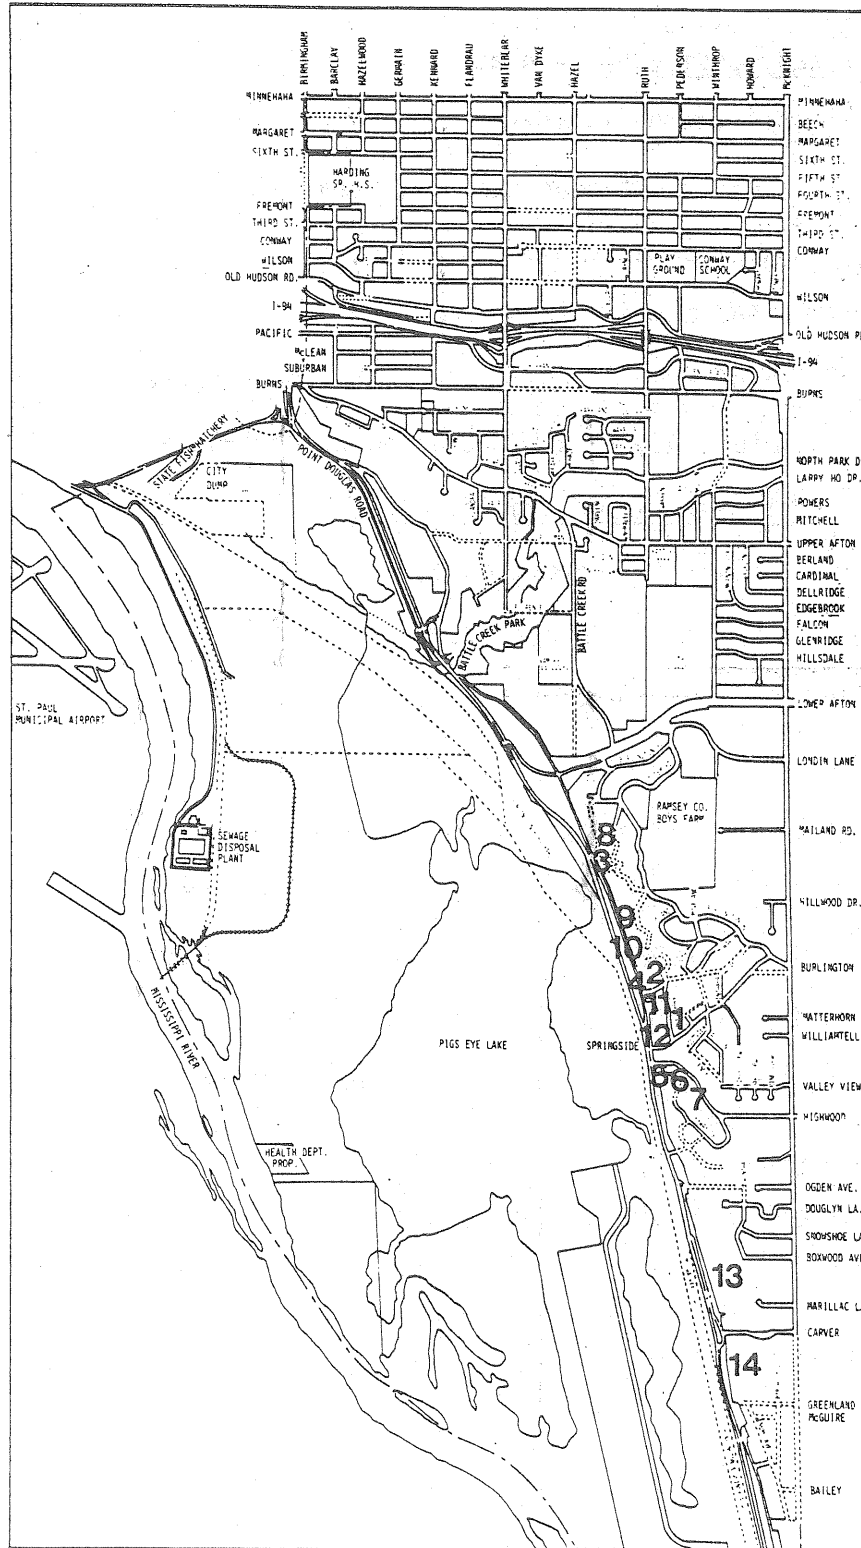 BIRMINGHAM
BARCLAY
HAZELWOOD
GERMAIN
KENNARD
FLANDRAU
WHITEBEAR
VAN DYKE
HAZEL
RUTH
PEDERSON
WINTHROP
HOWARD
McKNIGHT
MINNEHAHA
MARGARET
SIXTH ST.
FREMONT
THIRD ST.
CONWAY
WILSON
OLD HUDSON RD.
I-94
PACIFIC
McLEAN
SUBURBAN
BURNS
MINNEHAHA
BEECH
MARGARET
SIXTH ST.
FIFTH ST
FOURTH ST.
FREMONT
THIRD ST.
CONWAY
WILSON
OLD HUDSON
I-94
BURNS
NORTH PARK D
LARRY HO DR.
POWERS
MITCHELL
UPPER AFTON
BERLAND
CARDINAL
DELLRIDGE
EDGEBROOK
FALCON
GLENRIDGE
HILLSDALE
LOWER AFTON
LONDIN LANE
MAILAND RD.
HILLWOOD DR.
BURLINGTON
MATTERHORN
WILLIAMTELL
VALLEY VIEW
HIGHWOOD
OGDEN AVE.
DOUGLYN LA.
SNOWSHOE LA
BOXWOOD AVE
MARILLAC L
CARVER
GREENLAND
McGUIRE
BAILEY
HARDING
SR. H.S.
PLAY
GROUND
CONWAY
SCHOOL
STATE FISH HATCHERY
CITY
DUMP
POINT DOUGLAS ROAD
BATTLE CREEK PARK
BATTLE CREEK RD
ST. PAUL
MUNICIPAL AIRPORT
SEWAGE
DISPOSAL
PLANT
RAMSEY CO.
BOYS FARM
MISSISSIPPI RIVER
PIGS EYE LAKE
SPRINGSIDE
HEALTH DEPT.
PROP.
8
3
9
10
2
4
11
1
12
5
6
7
13
14